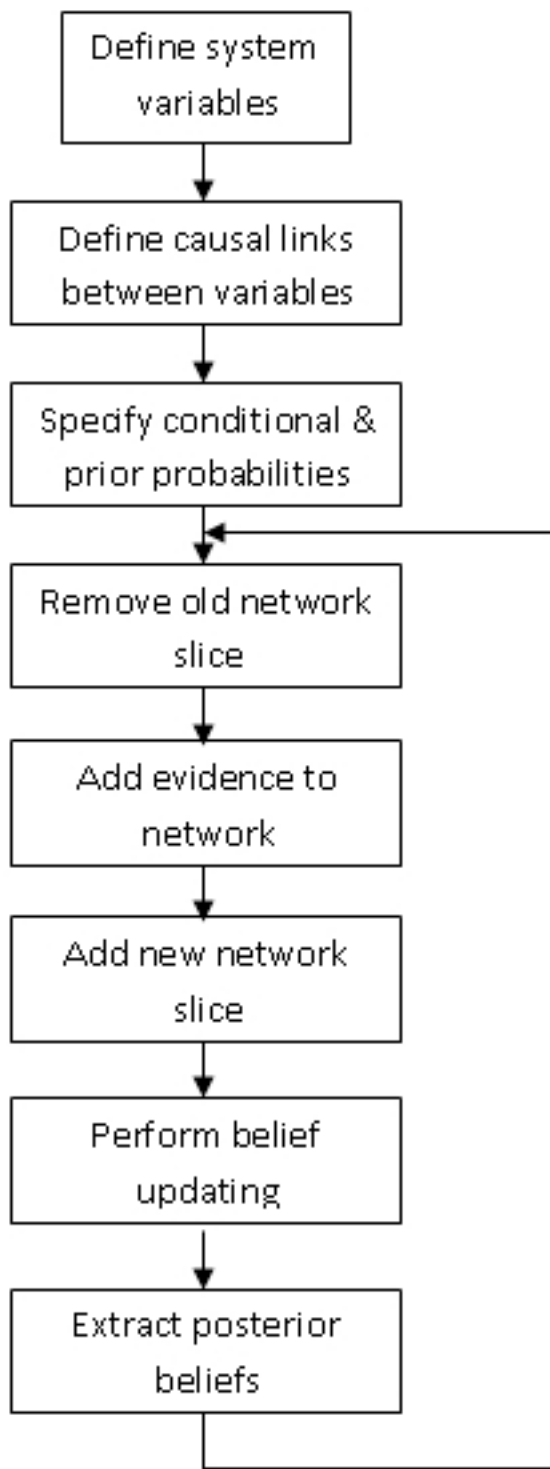 Define system
variables
Define causal links
between variables
Specify conditional &
prior probabilities
Remove old network
slice
Add evidence to
network
Add new network
slice
Perform belief
updating
Extract posterior
beliefs